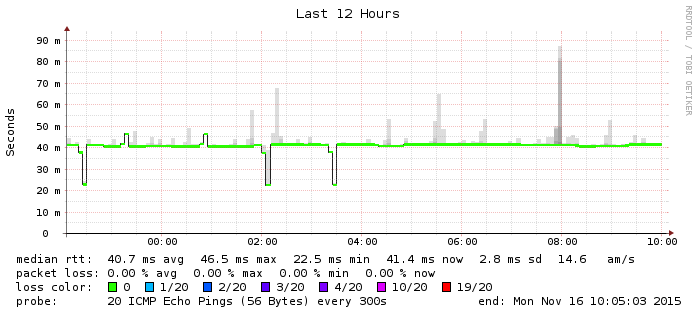 Last 12 Hours
RRDTOOL / TOBI OETIKER
Seconds
90 m
80 m
70 m
60 m
50 m
40 m
30 m
20 m
10 m
0
00:00 02:00 04:00 06:00 08:00 10:00
median rtt: 40.7 ms avg 46.5 ms max 22.5 ms min 41.4 ms now 2.8 ms sd 14.6 am/s
packet loss: 0.00 % avg 0.00 % max 0.00 % min 0.00 % now
loss color: 0 1/20 2/20 3/20 4/20 10/20 19/20
probe: 20 ICMP Echo Pings (56 Bytes) every 300s end: Mon Nov 16 10:05:03 2015